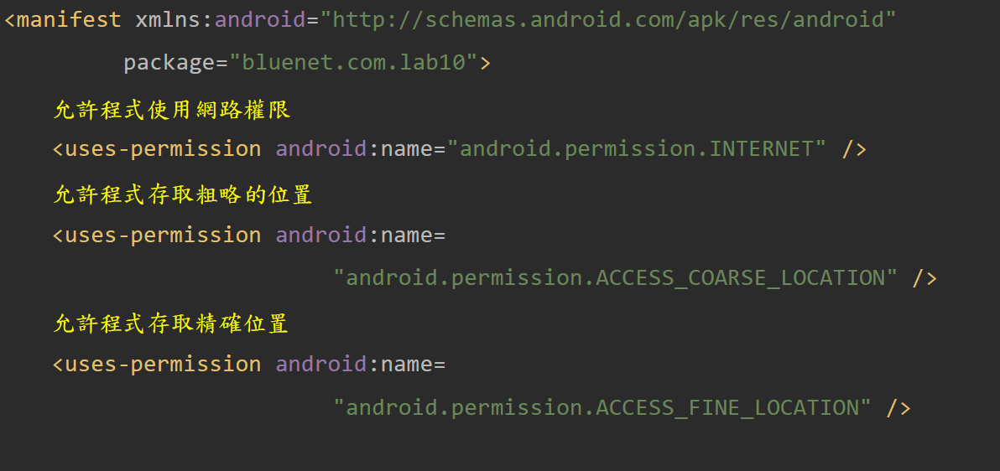 <manifest xmlns:android="http://schemas.android.com/apk/res/android"
package="bluenet.com.lab10">
允許程式使用網路權限
<uses-permission android:name="android.permission.INTERNET" />
允許程式存取粗略的位置
<uses-permission android:name=
"android.permission.ACCESS_COARSE_LOCATION" />
允許程式存取精確位置
<uses-permission android:name=
"android.permission.ACCESS_FINE_LOCATION" />